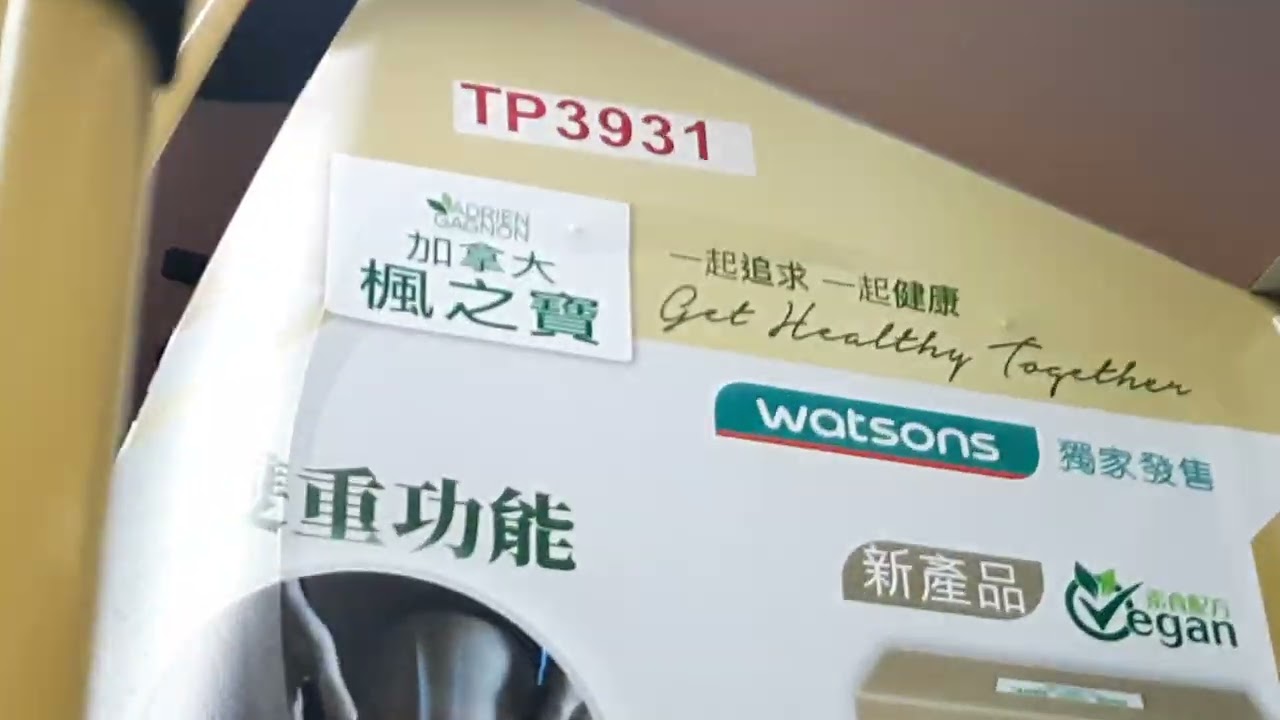 TP3931
ADRIEN
GAGNON
加拿大
楓之寶
一起追求 一起健康
Get Healthy Together
watsons 獨家發售
重功能
新產品
素食配方
Vegan